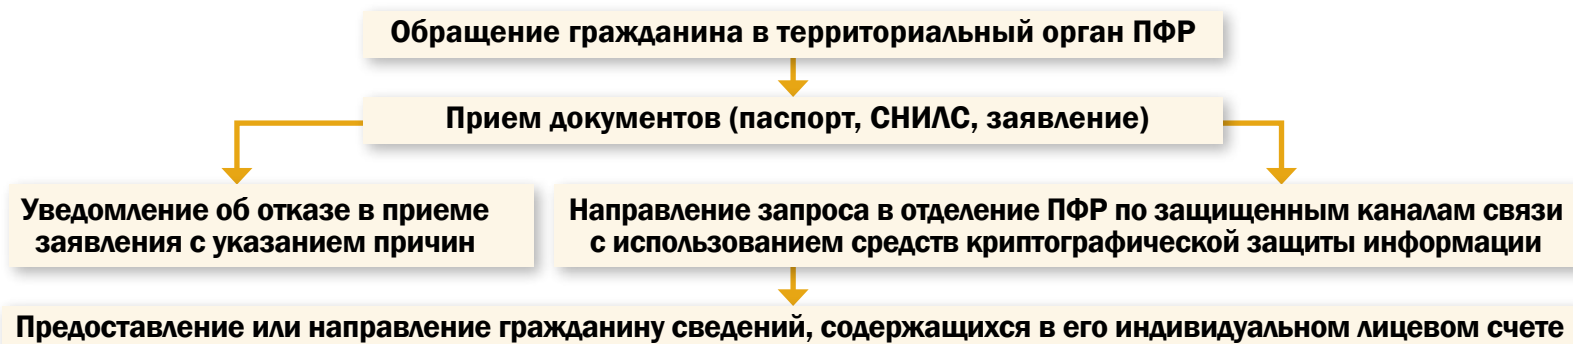 Обращение гражданина в территориальный орган ПФР
Прием документов (паспорт, СНИЛС, заявление)
Уведомление об отказе в приеме
заявления с указанием причин
Направление запроса в отделение ПФР по защищенным каналам связи
с использованием средств криптографической защиты информации
Предоставление или направление гражданину сведений, содержащихся в его индивидуальном лицевом счете